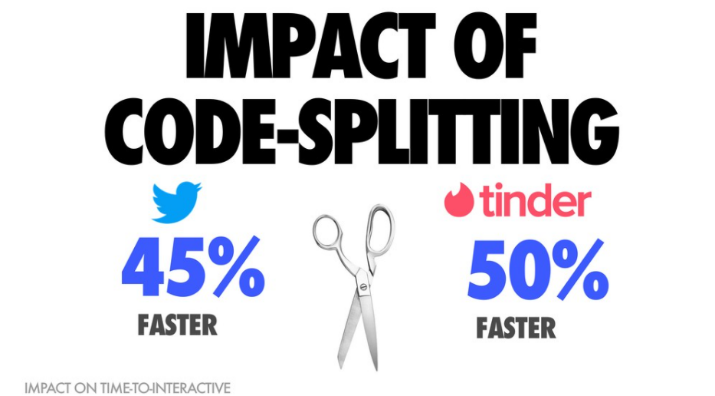 IMPACT OF
CODE-SPLITTING
tinder
45%
50%
FASTER
FASTER
IMPACT ON TIME-TO-INTERACTIVE